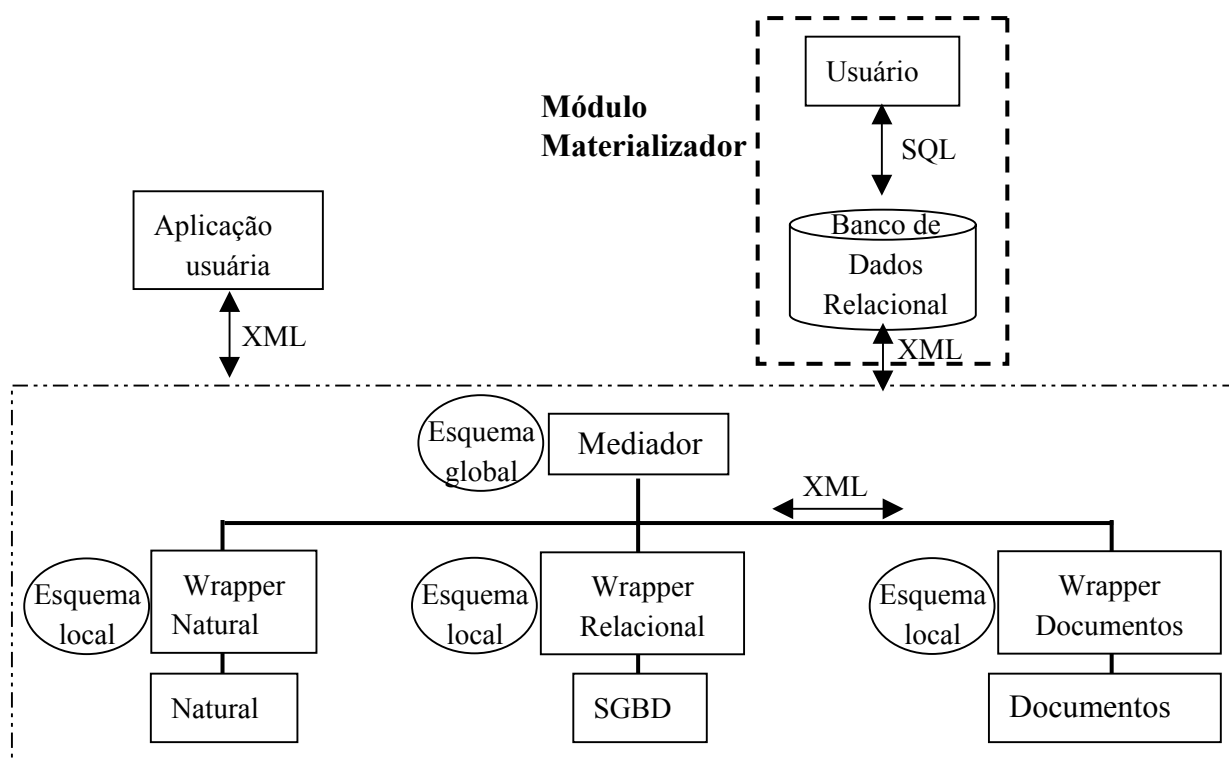 Usuário
Módulo
Materializador
SQL
Aplicação
usuária
Banco de
Dados
Relacional
XML
XML
Esquema
global
Mediador
XML
Esquema
local
Wrapper
Natural
Esquema
local
Wrapper
Relacional
Esquema
local
Wrapper
Documentos
Natural
SGBD
Documentos